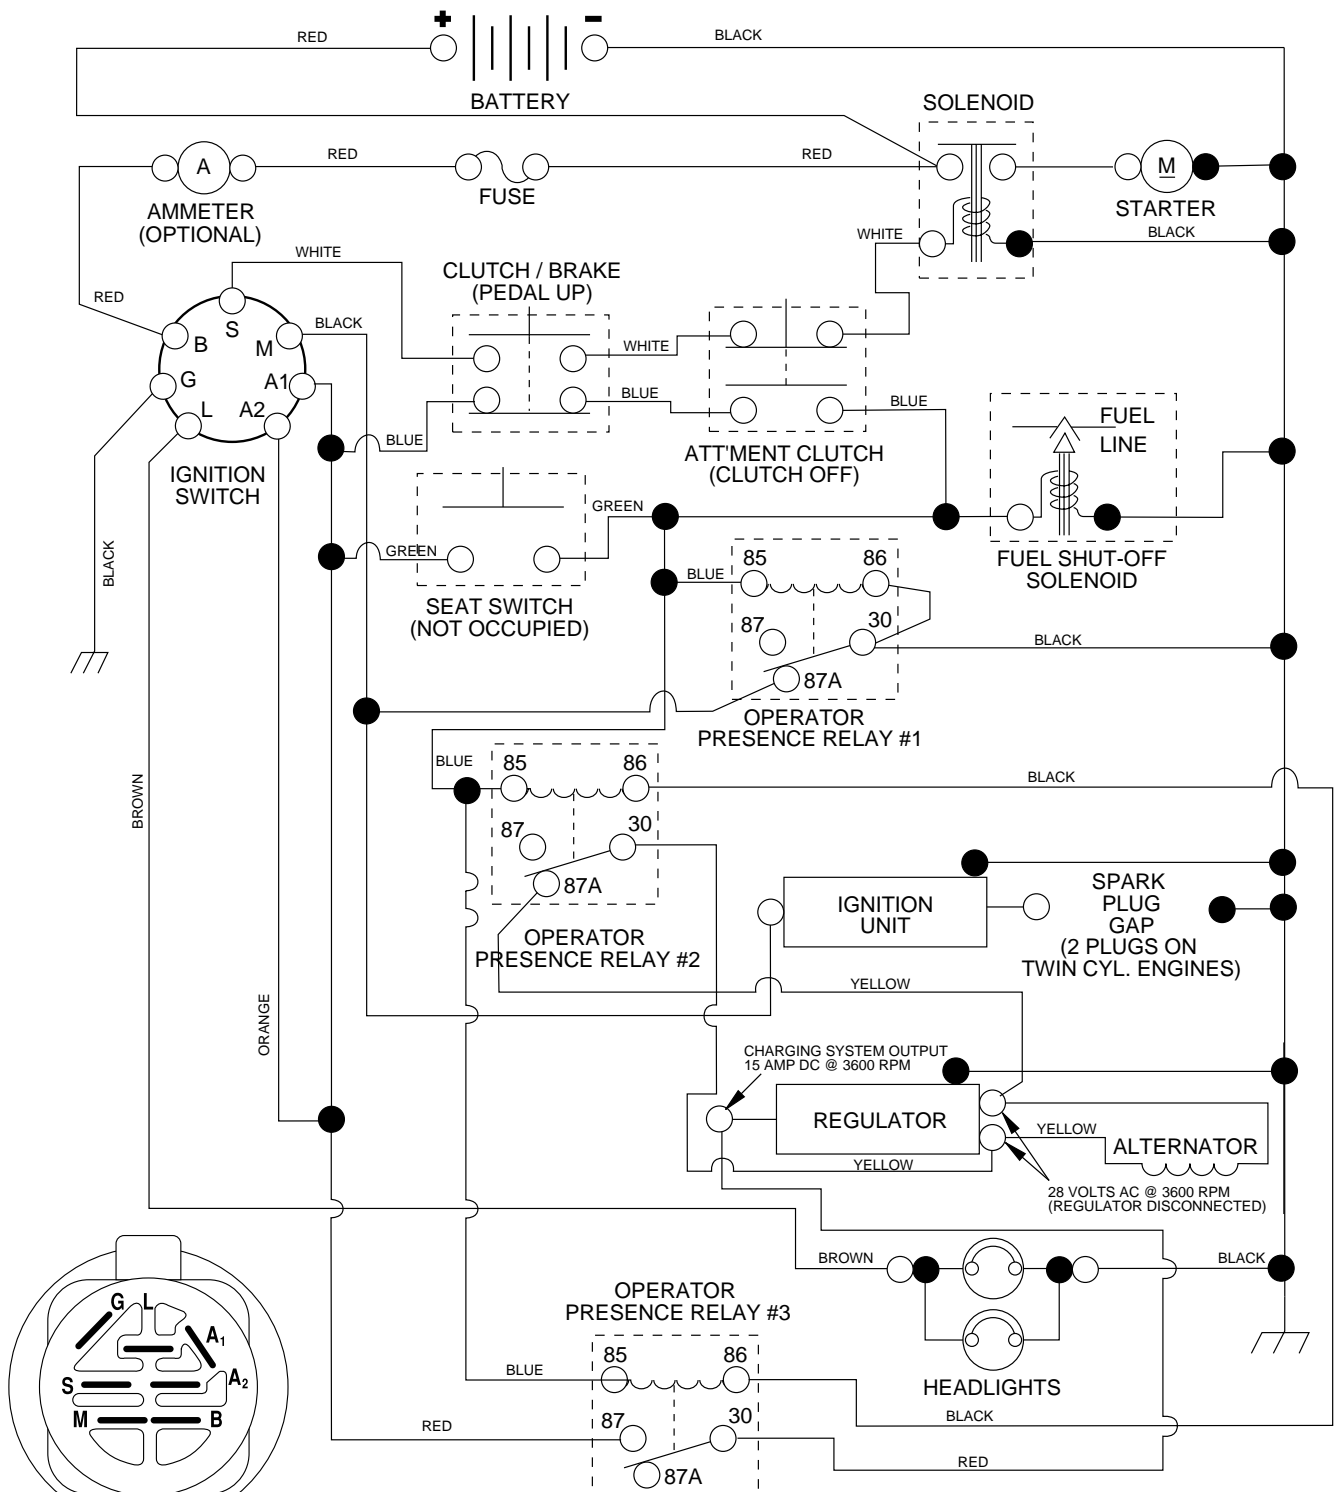 +
−
RED
BLACK
BATTERY
SOLENOID
A
RED
FUSE
RED
M
AMMETER
(OPTIONAL)
STARTER
WHITE
BLACK
WHITE
CLUTCH / BRAKE
(PEDAL UP)
RED
S
BLACK
B
M
WHITE
G
A1
L
A2
BLUE
BLUE
BLUE
FUEL
LINE
IGNITION
SWITCH
ATT'MENT CLUTCH
(CLUTCH OFF)
GREEN
GREEN
BLACK
FUEL SHUT-OFF
SOLENOID
85
86
BLUE
SEAT SWITCH
(NOT OCCUPIED)
87
30
BLACK
87A
OPERATOR
PRESENCE RELAY #1
BLUE
85
86
BLACK
BROWN
87
30
87A
IGNITION
UNIT
SPARK
PLUG
GAP
(2 PLUGS ON
TWIN CYL. ENGINES)
OPERATOR
PRESENCE RELAY #2
YELLOW
ORANGE
CHARGING SYSTEM OUTPUT
15 AMP DC @ 3600 RPM
REGULATOR
YELLOW
ALTERNATOR
YELLOW
28 VOLTS AC @ 3600 RPM
(REGULATOR DISCONNECTED)
BROWN
BLACK
OPERATOR
PRESENCE RELAY #3
G
L
A1
85
86
BLUE
S
A2
HEADLIGHTS
M
B
BLACK
RED
87
30
RED
87A